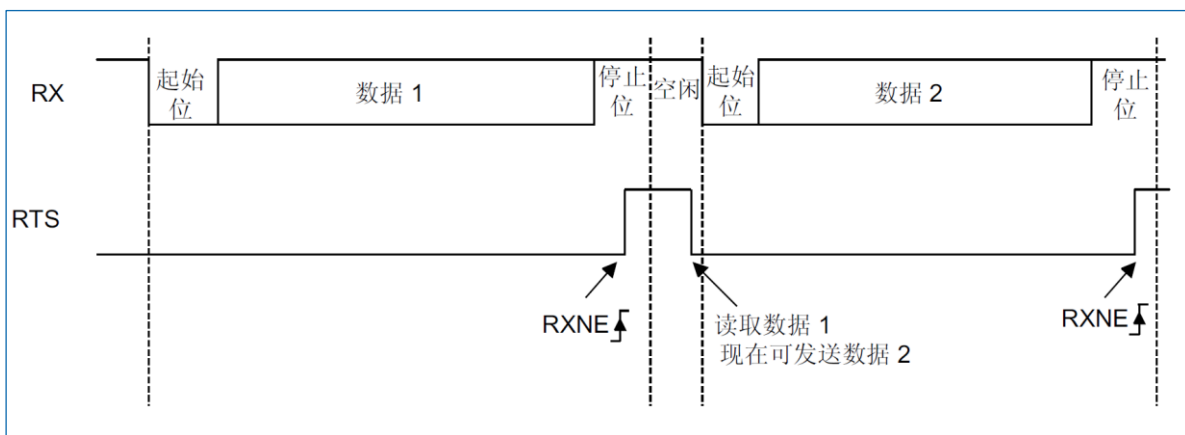 RX
起始
位
数据 1
停止
位
空闲
起始
位
数据 2
停止
位
RTS
RXNE
读取数据 1
现在可发送数据 2
RXNE